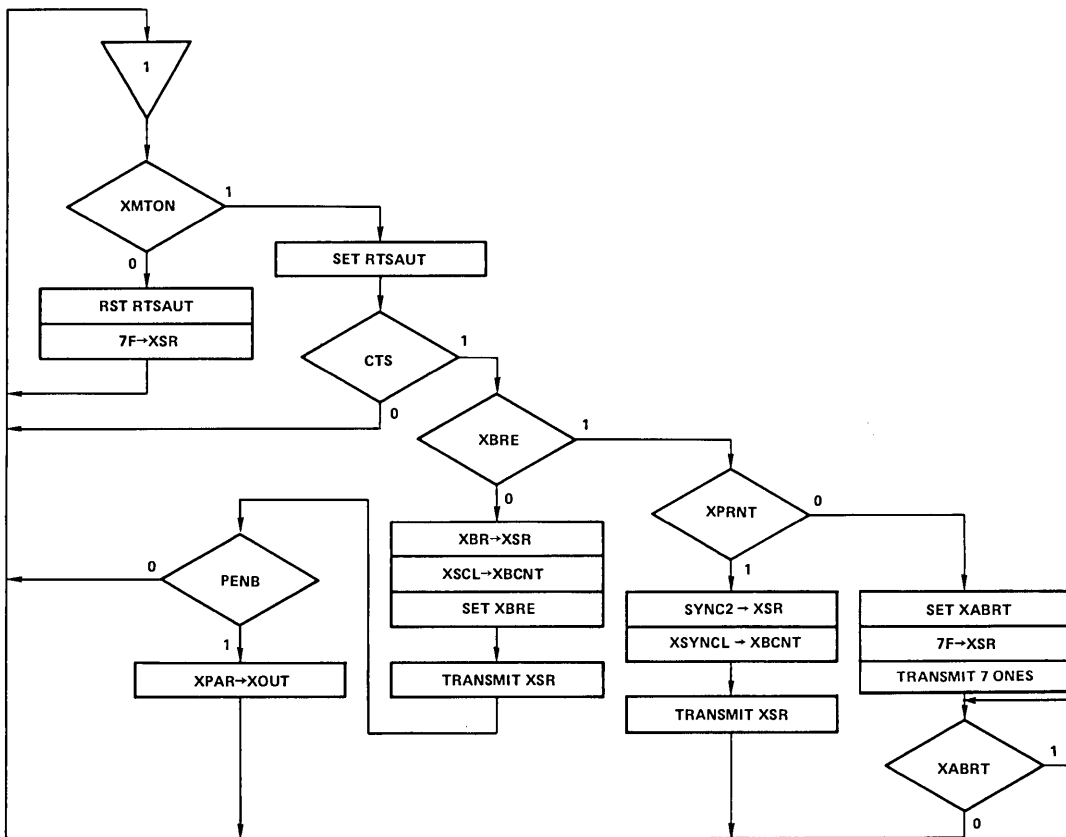 1
XMTON
1
0
SET RTSAUT
RST RTSAUT
7F→XSR
CTS
1
0
XBRE
1
0
XPRNT
0
1
XBR→XSR
XSCL→XBCNT
SET XBRE
PENB
0
1
SYNC2→XSR
XSYNCL→XBCNT
SET XABRT
7F→XSR
TRANSMIT 7 ONES
XPAR→XOUT
TRANSMIT XSR
TRANSMIT XSR
XABRT
1
0